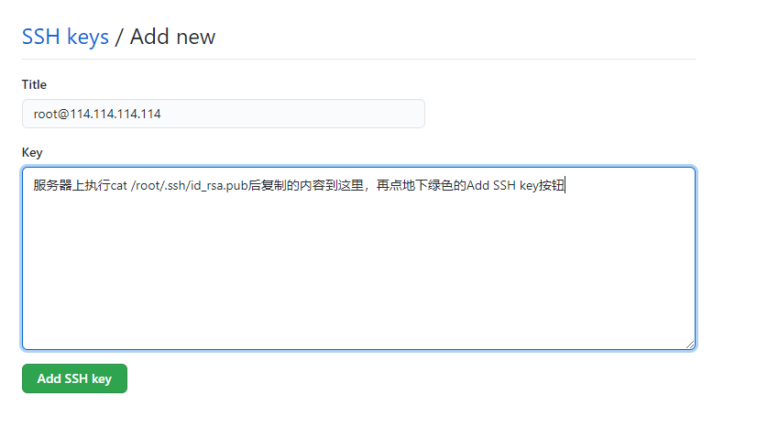 SSH keys / Add new
Title
root@114.114.114.114
Key
服务器上执行cat /root/.ssh/id_rsa.pub后复制的内容到这里，再点地下绿色的Add SSH key按钮
Add SSH key